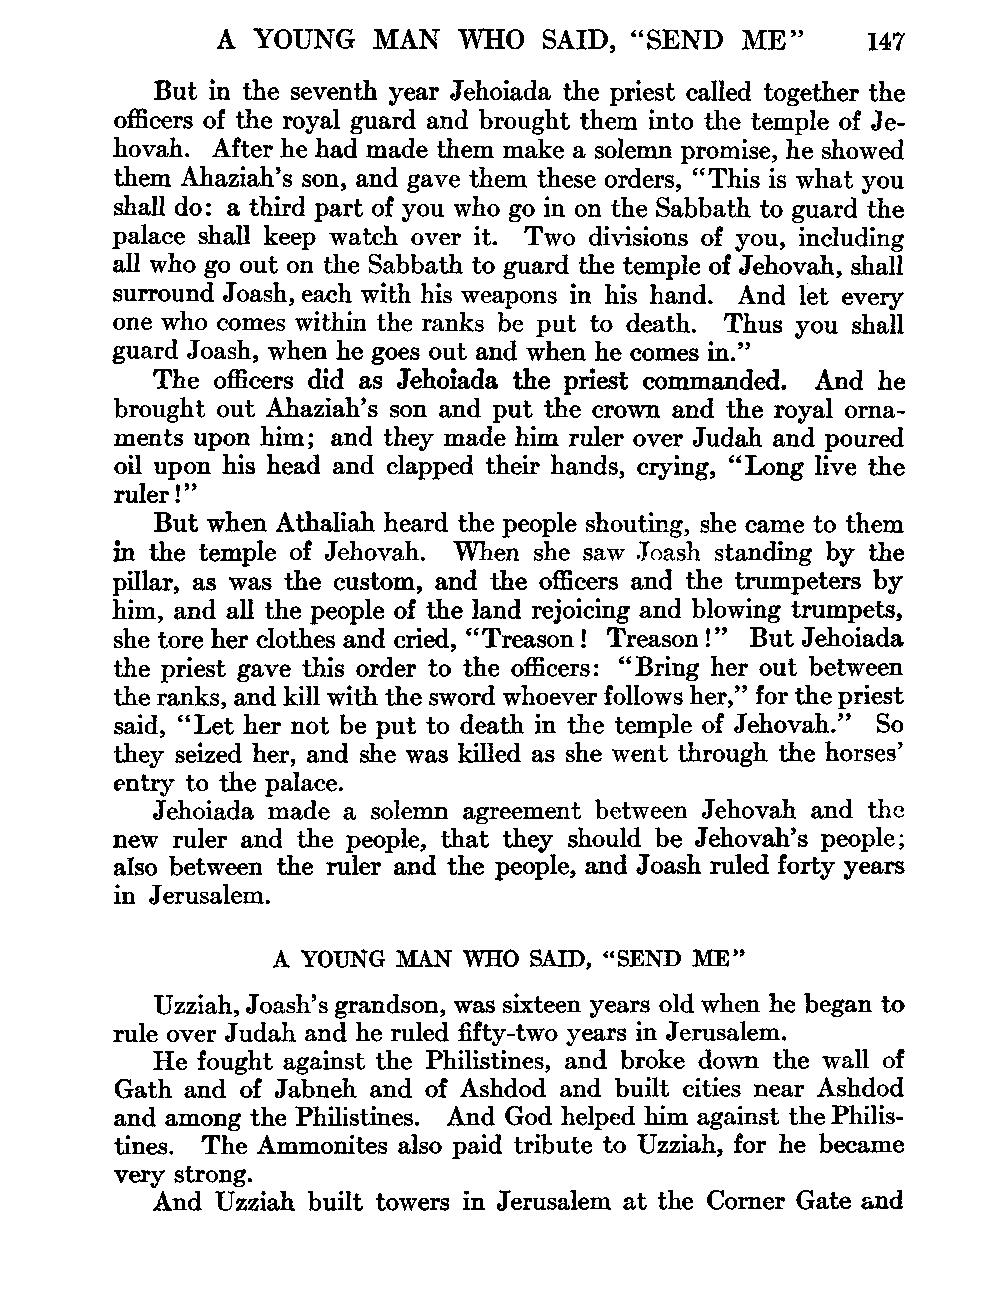 A YOUNG MAN WHO SAID, “SEND ME” 147
But in the seventh year Jehoiada the priest called together the
officers of the royal guard and brought them into the temple of Je-
hovah. After he had made them make a solemn promise, he showed
them Ahaziah’s son, and gave them these orders, “This is what you
shall do: a third part of you who go in on the Sabbath to guard the
palace shall keep watch over it. Two divisions of you, including
all who go out on the Sabbath to guard the temple of Jehovah, shall
surround Joash, each with his weapons in his hand. And let every
one who comes within the ranks be put to death. Thus you shall
guard Joash, when he goes out and when he comes in.”
The officers did as Jehoiada the priest commanded. And he
brought out Ahaziah’s son and put the crown and the royal orna-
ments upon him; and they made him ruler over Judah and poured
oil upon his head and clapped their hands, crying, “Long live the
ruler!”
But when Athaliah heard the people shouting, she came to them
in the temple of Jehovah. When she saw Joash standing by the
pillar, as was the custom, and the officers and the trumpeters by
him, and all the people of the land rejoicing and blowing trumpets,
she tore her clothes and cried, “Treason! Treason!” But Jehoiada
the priest gave this order to the officers: “Bring her out between
the ranks, and kill with the sword whoever follows her,” for the priest
said, “Let her not be put to death in the temple of Jehovah.” So
they seized her, and she was killed as she went through the horses’
entry to the palace.
Jehoiada made a solemn agreement between Jehovah and the
new ruler and the people, that they should be Jehovah’s people;
also between the ruler and the people, and Joash ruled forty years
in Jerusalem.
A YOUNG MAN WHO SAID, “SEND ME”
Uzziah, Joash’s grandson, was sixteen years old when he began to
rule over Judah and he ruled fifty-two years in Jerusalem.
He fought against the Philistines, and broke down the wall of
Gath and of Jabneh and of Ashdod and built cities near Ashdod
and among the Philistines. And God helped him against the Philis-
tines. The Ammonites also paid tribute to Uzziah, for he became
very strong.
And Uzziah built towers in Jerusalem at the Corner Gate and